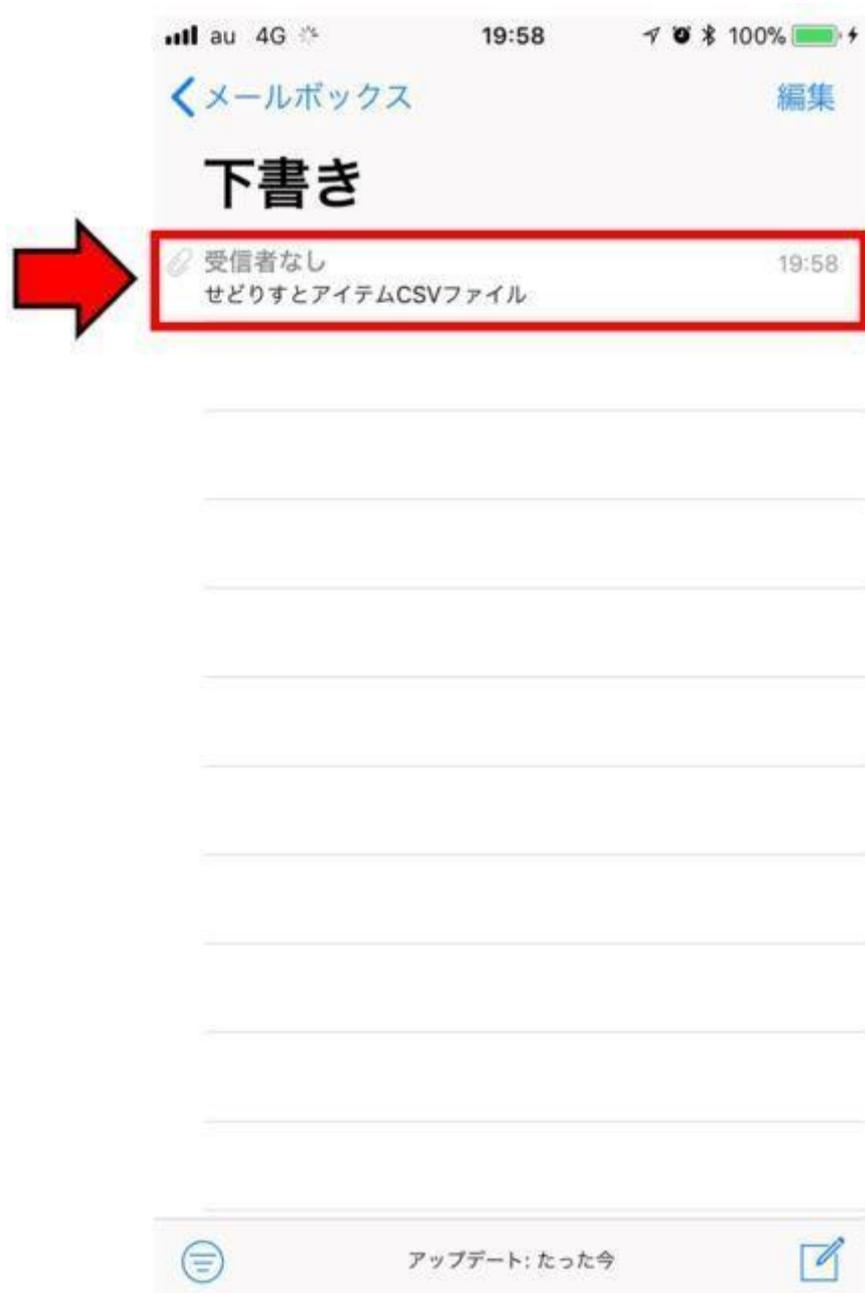 au 4G 19:58 100%
メールボックス 編集
下書き
受信者なし 19:58
せどりすとアイテムCSVファイル
アップデート: たった今